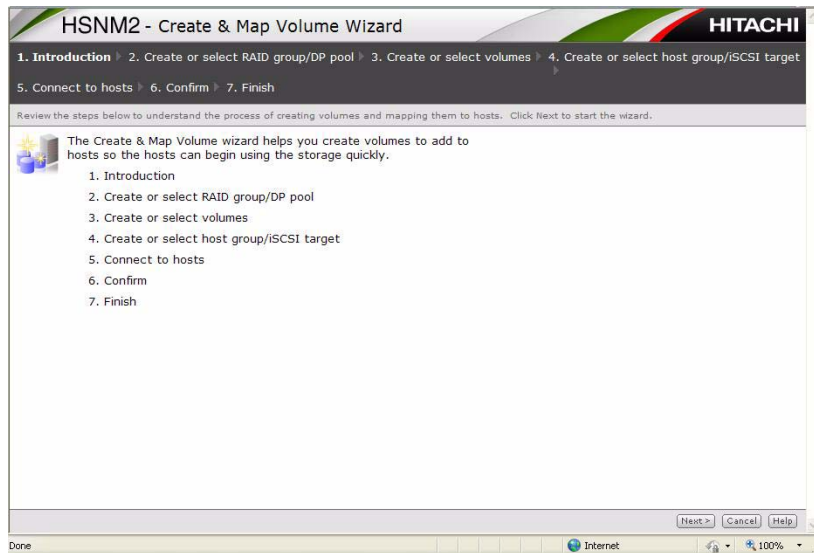 HSNM2 - Create & Map Volume Wizard
HITACHI
1. Introduction 2. Create or select RAID group/DP pool 3. Create or select volumes 4. Create or select host group/iSCSI target
5. Connect to hosts 6. Confirm 7. Finish
Review the steps below to understand the process of creating volumes and mapping them to hosts. Click Next to start the wizard.
The Create & Map Volume wizard helps you create volumes to add to
hosts so the hosts can begin using the storage quickly.
1. Introduction
2. Create or select RAID group/DP pool
3. Create or select volumes
4. Create or select host group/iSCSI target
5. Connect to hosts
6. Confirm
7. Finish
Next > Cancel Help
Done Internet 100%